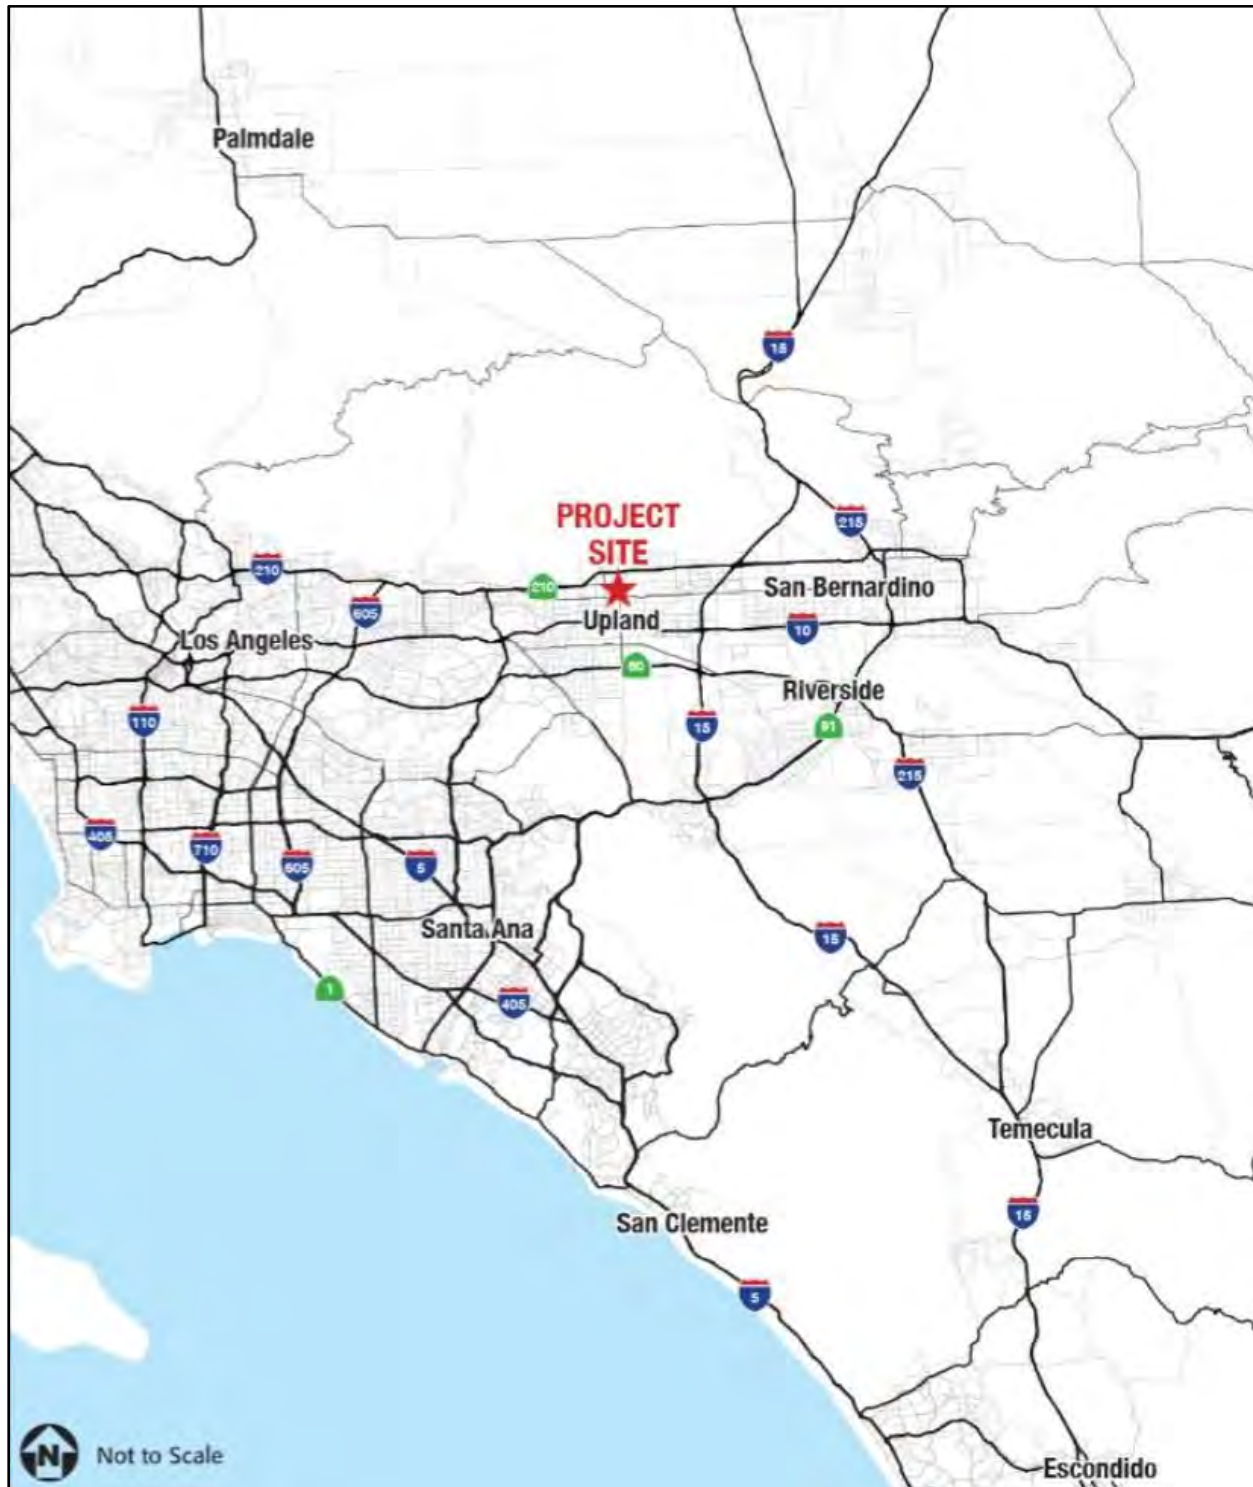 Palmdale
15
PROJECT
SITE
215
210
210
San Bernardino
605
Upland
10
Los Angeles
60
Riverside
110
15
91
215
405
710
605
5
Santa Ana
15
1
405
Temecula
15
San Clemente
5
N
Not to Scale
Escondido